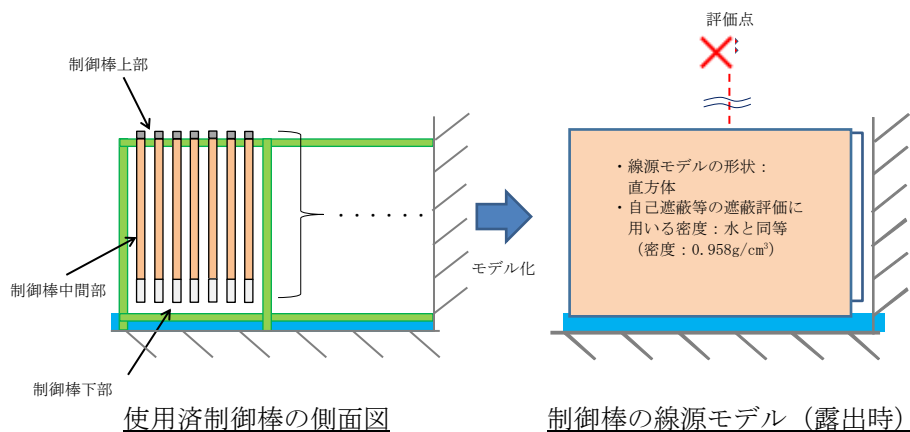 制御棒上部
制御棒中間部
制御棒下部
・・・・・・・
使用済制御棒の側面図
モデル化
評価点
・線源モデルの形状：
直方体
・自己遮蔽等の遮蔽評価に
用いる密度：水と同等
（密度：0.958g/cm³）
制御棒の線源モデル（露出時）